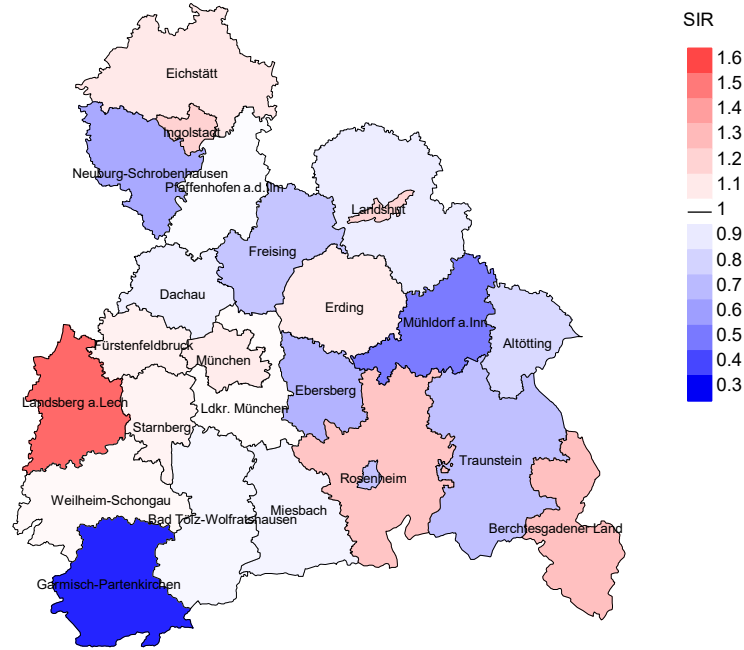 SIR
1.6
1.5
1.4
1.3
1.2
1.1
1
0.9
0.8
0.7
0.6
0.5
0.4
0.3
Eichstätt
Ingolstadt
Neuburg-Schrobenhausen
Pfaffenhofen a.d.Ilm
Landshut
Freising
Dachau
Erding
Mühldorf a.Inn
Altötting
Fürstenfeldbruck
München
Ebersberg
Landsberg a.Lech
Ldkr. München
Starnberg
Traunstein
Rosenheim
Weilheim-Schongau
Miesbach
Bad Tölz-Wolfratshausen
Berchtesgadener Land
Garmisch-Partenkirchen